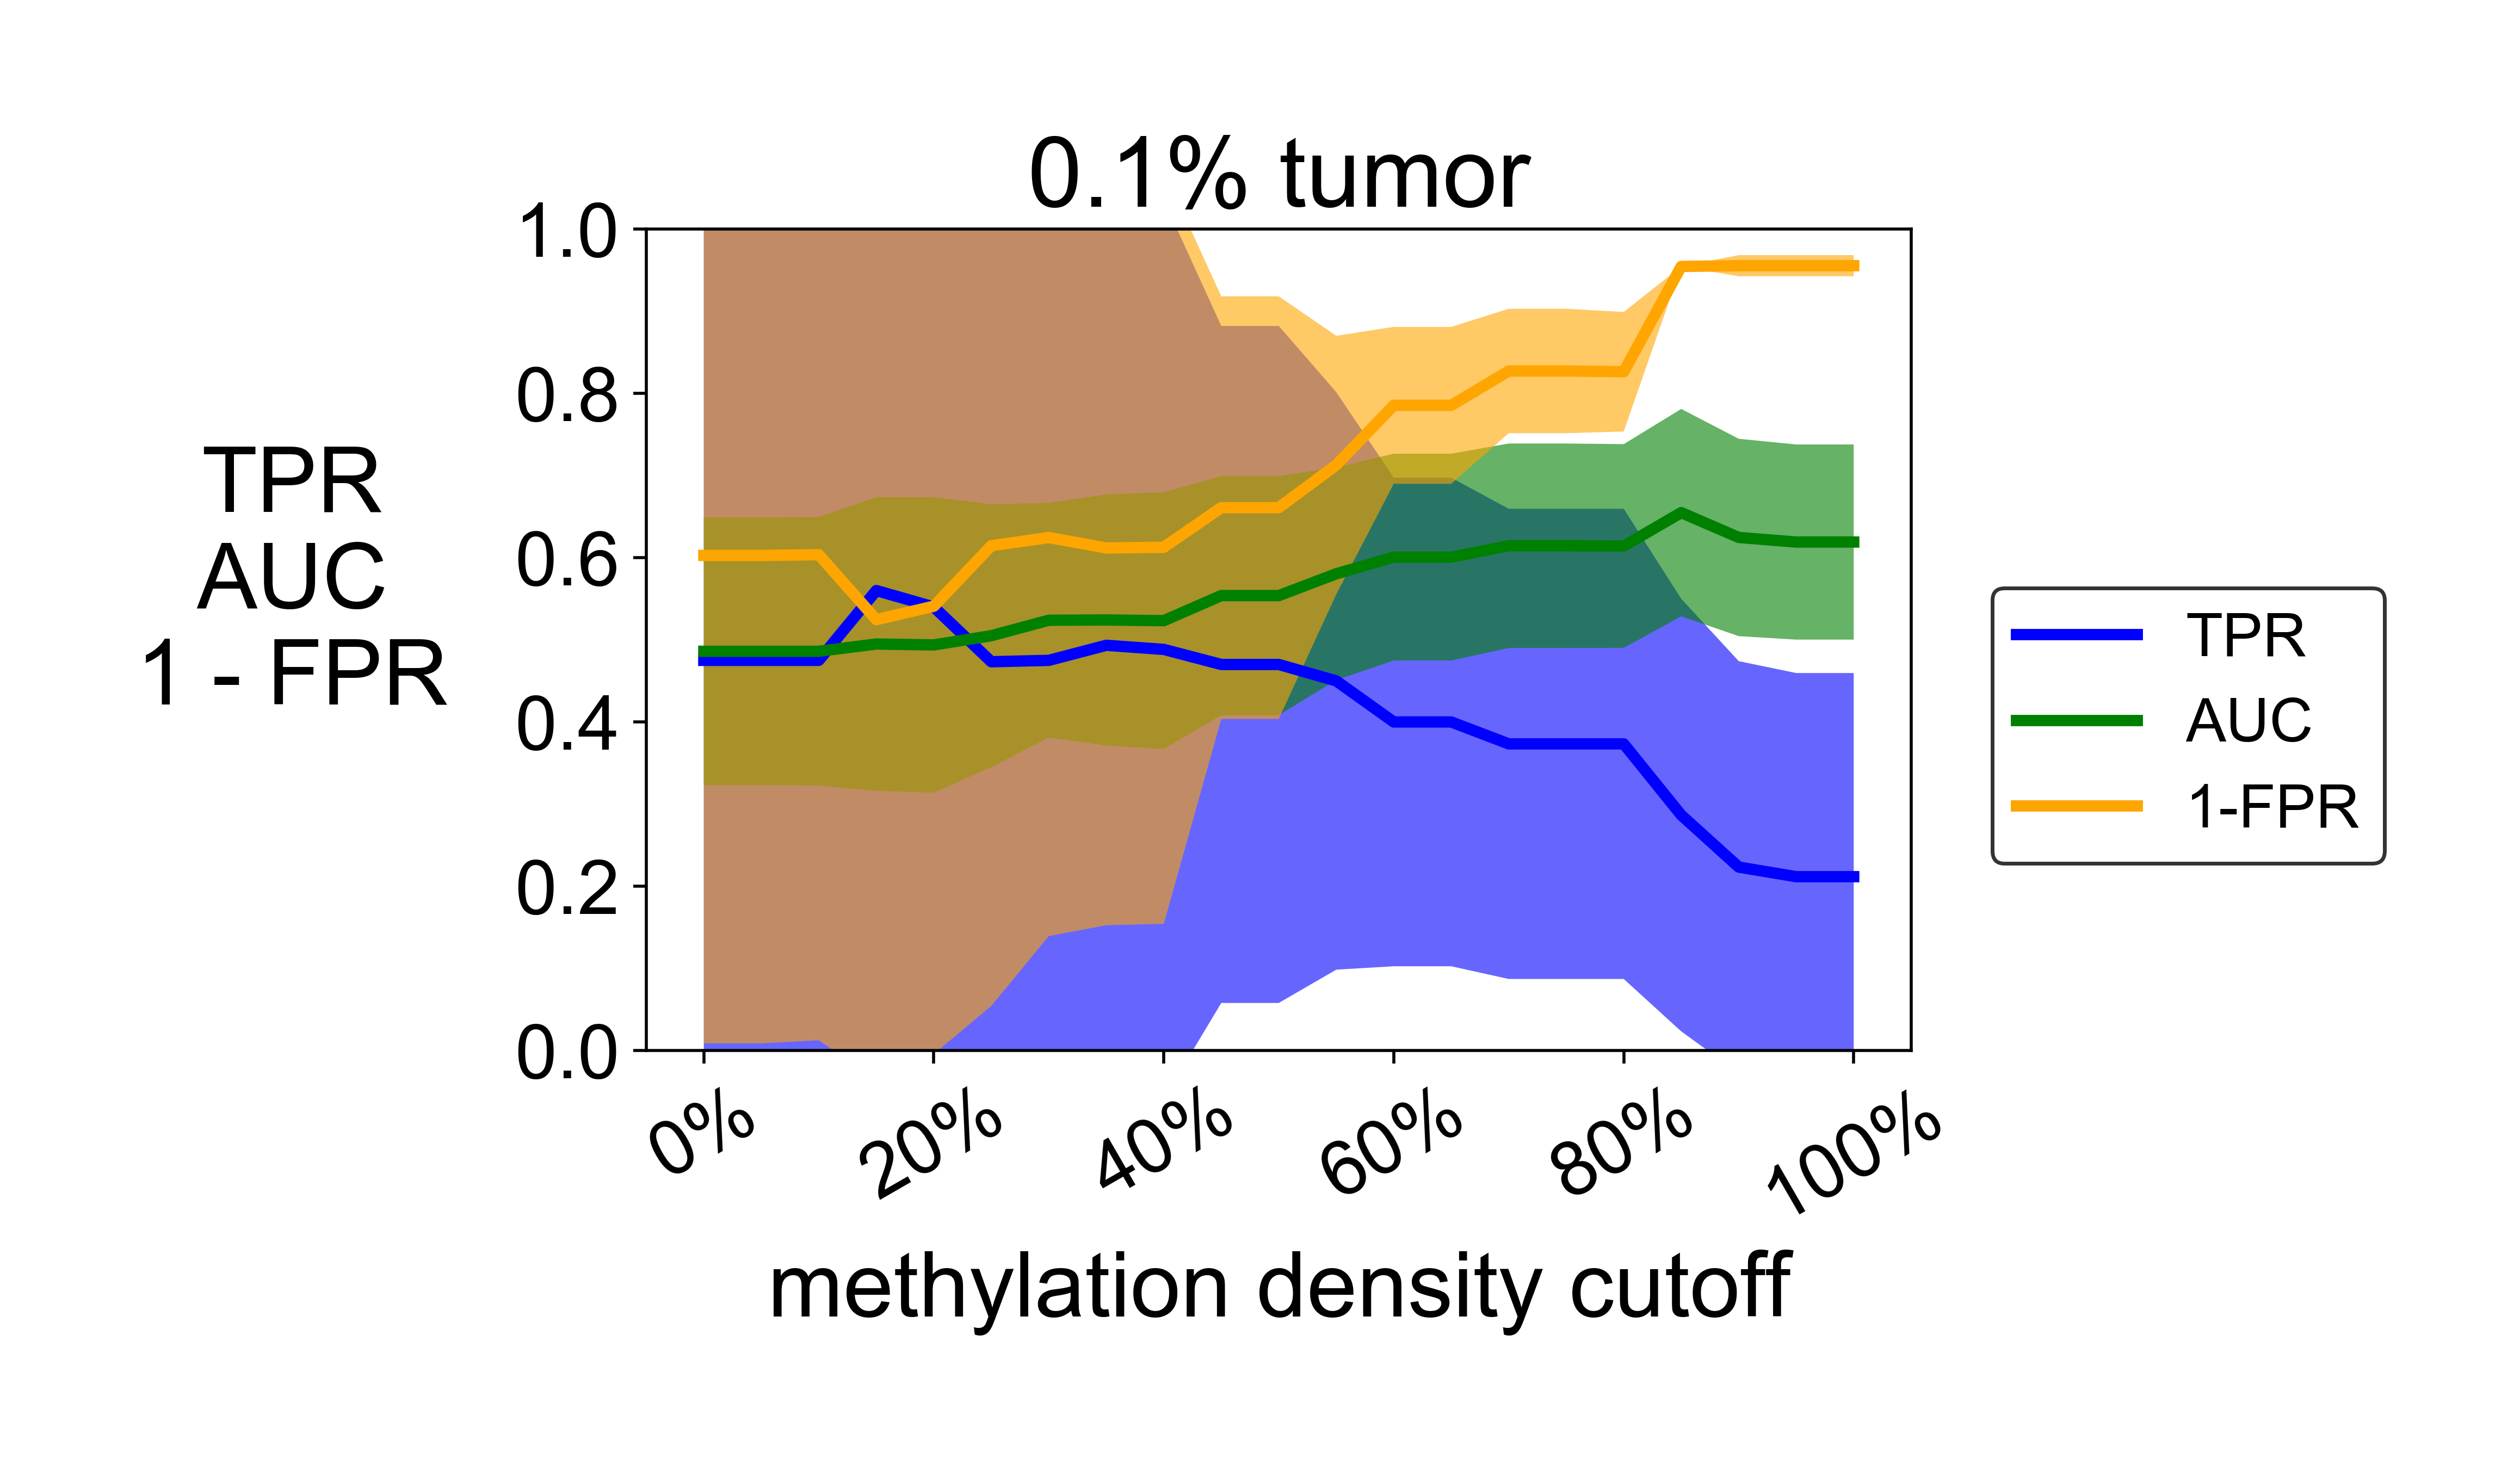 0.1% tumor
1.0
0.8
0.6
0.4
0.2
0.0
TPR
AUC
1 - FPR
0%
20%
40%
60%
80%
100%
methylation density cutoff
TPR
AUC
1-FPR